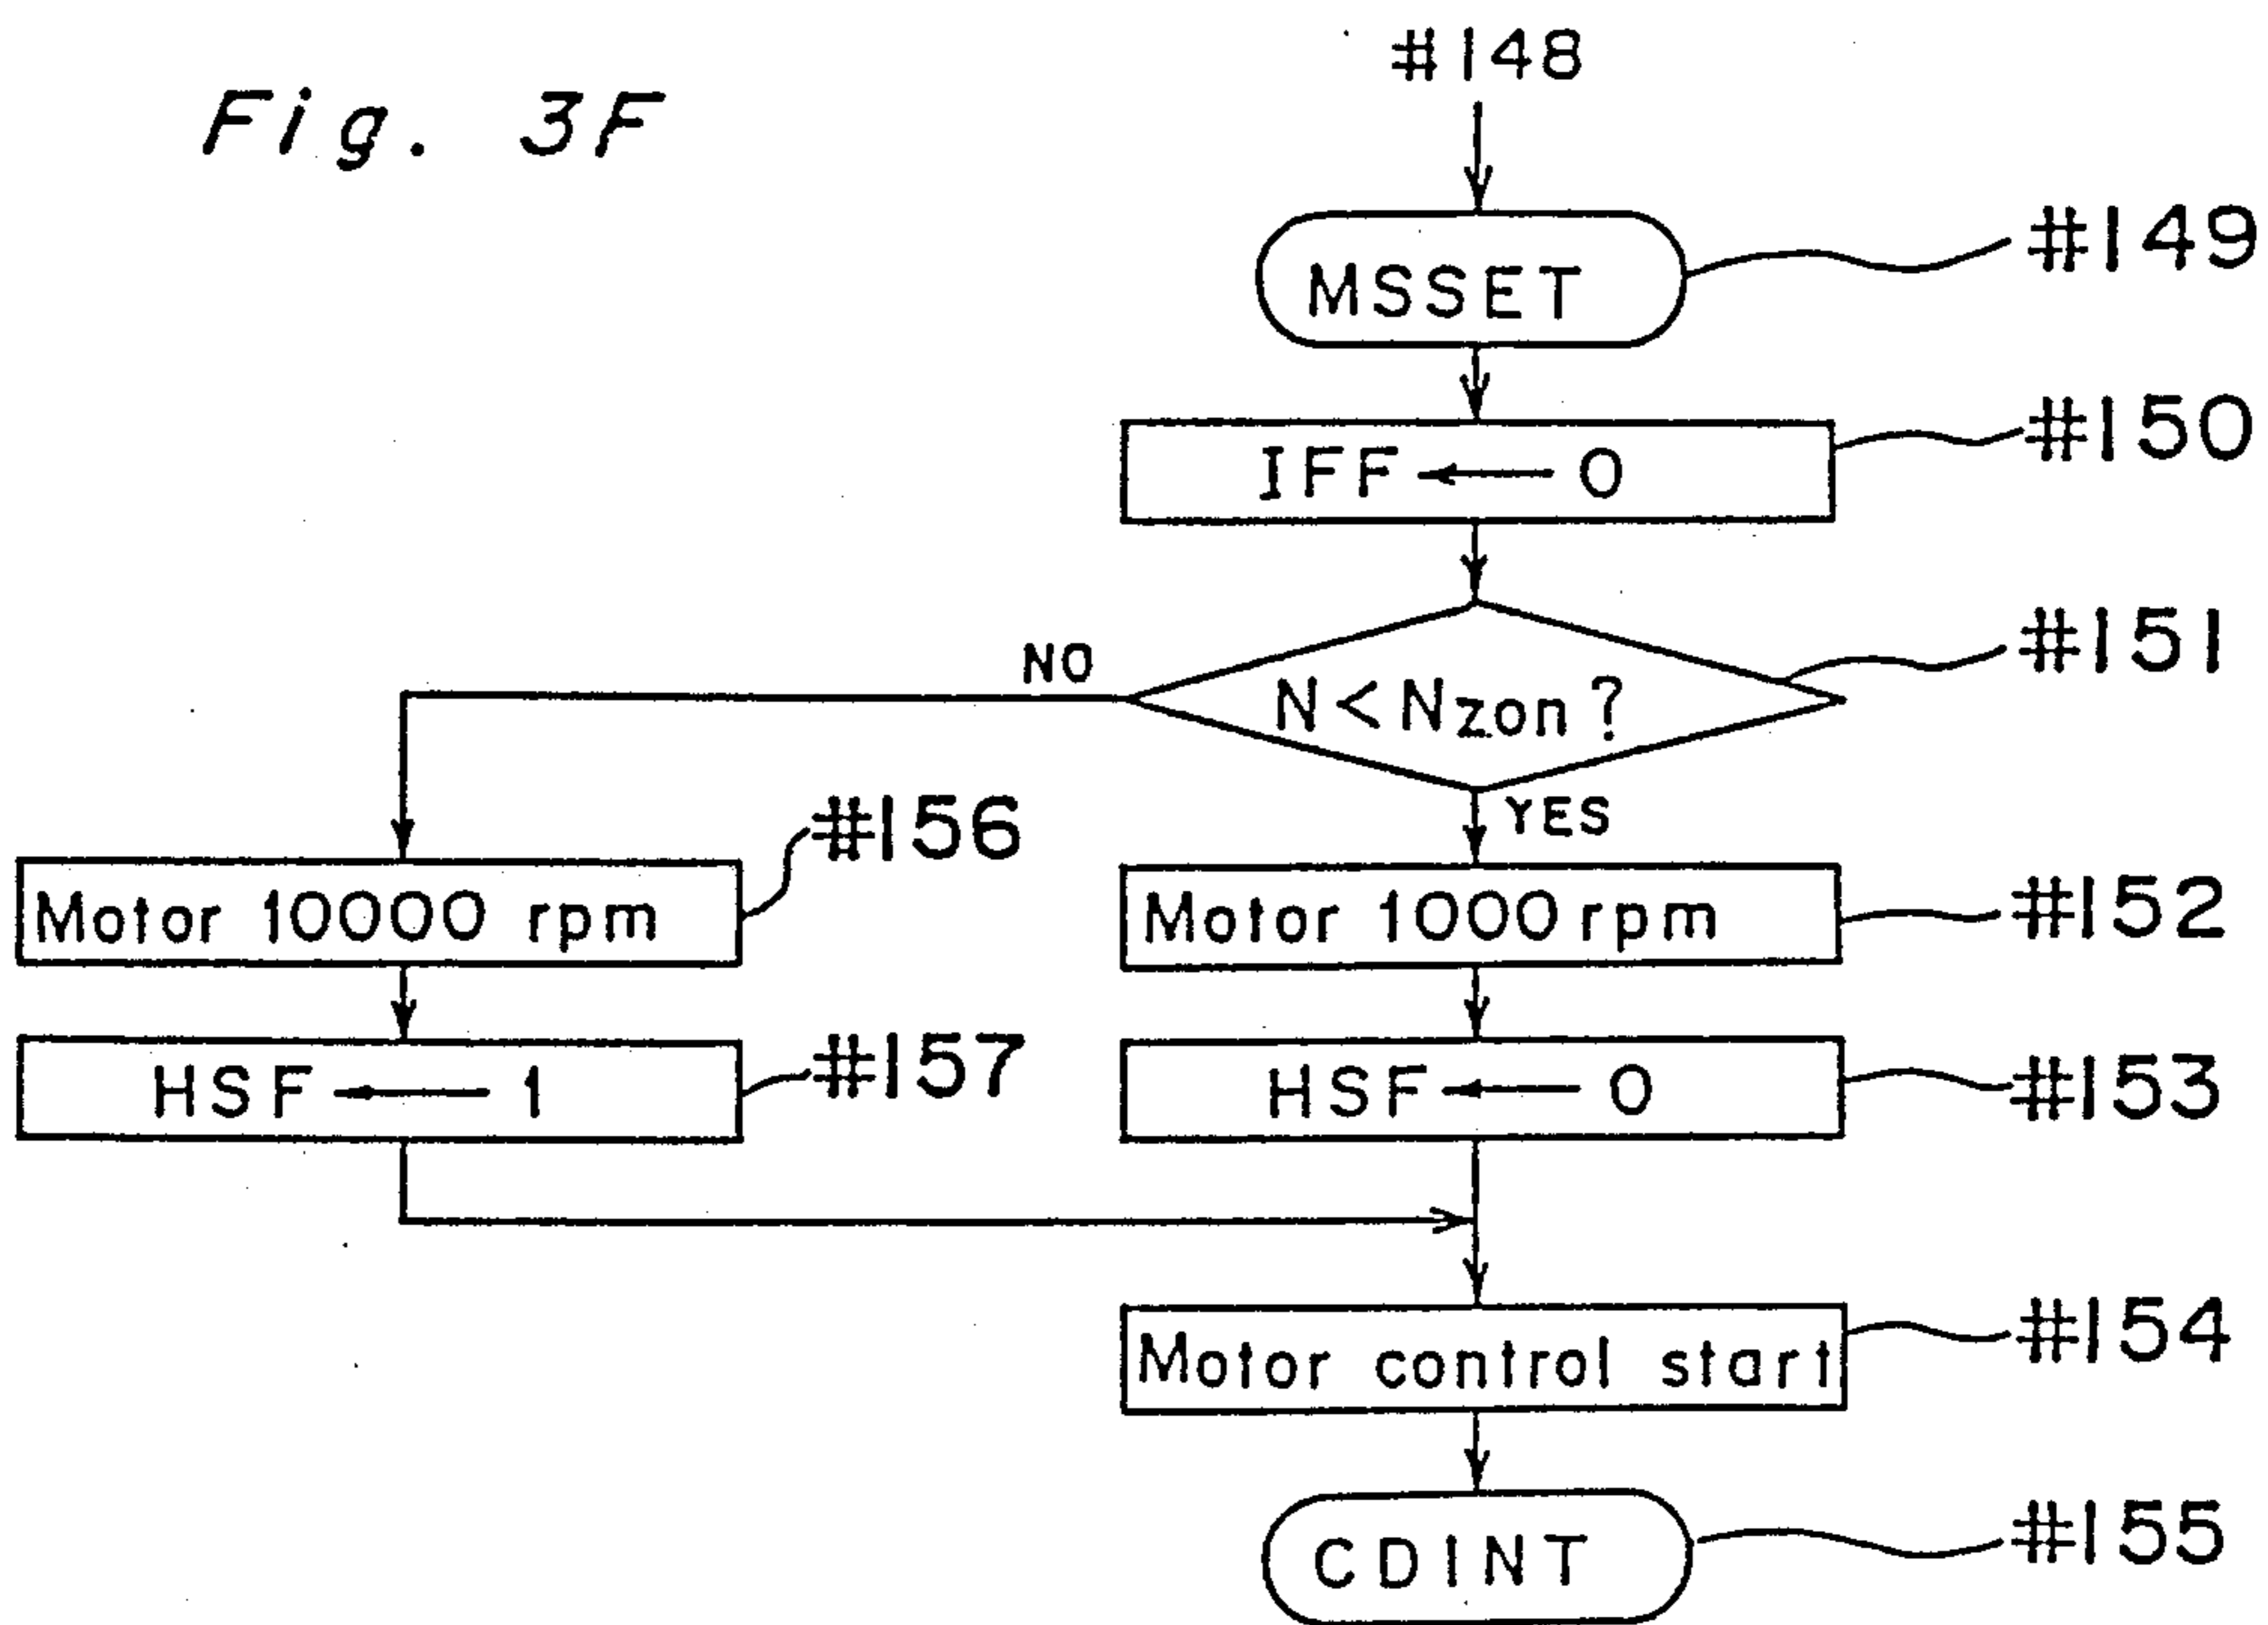 Fig. 3F
#148
MSSET
#149
IFF ← 0
#150
N < Nzon ?
#151
NO
YES
Motor 10000 rpm
#156
Motor 1000 rpm
#152
HSF ← 1
#157
HSF ← 0
#153
Motor control start
#154
CDINT
#155